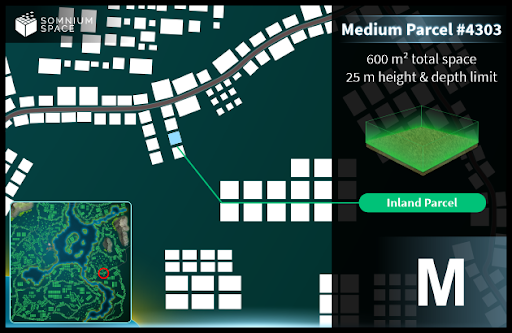 SOMNIUM
SPACE
Medium Parcel #4303
600 m² total space
25 m height & depth limit
Inland Parcel
M